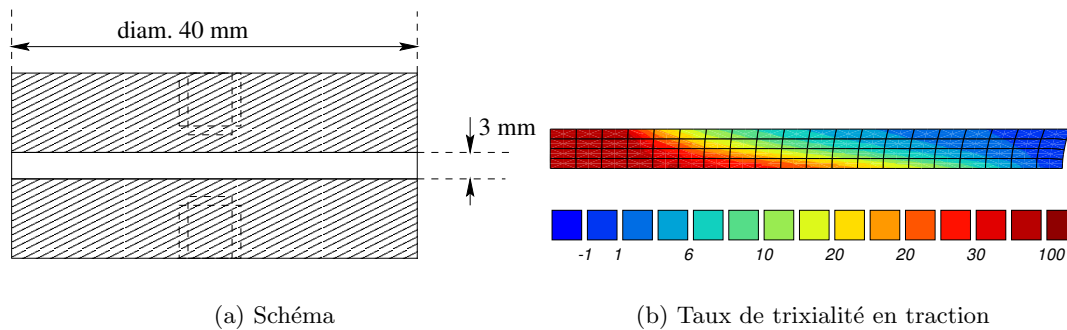 diam. 40 mm
3 mm
-1 1 6 10 20 20 30 100
(a) Schéma
(b) Taux de trixialité en traction